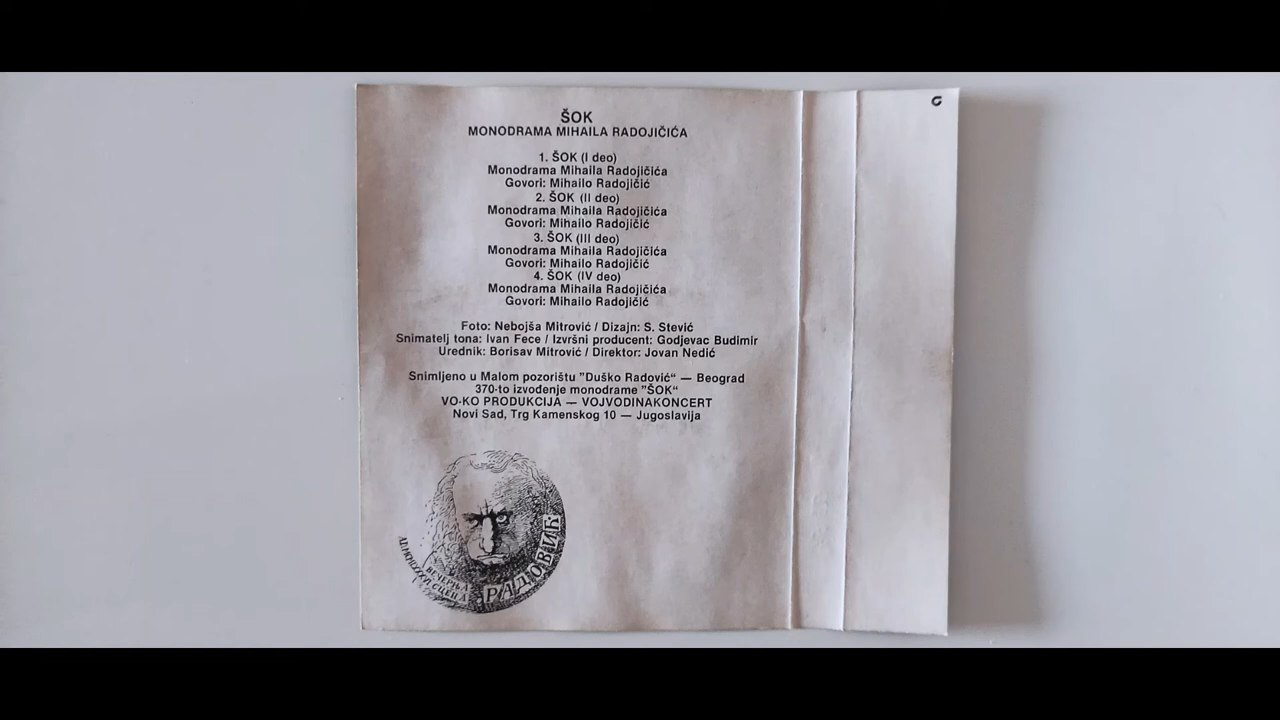 ŠOK
MONODRAMA MIHAILA RADOJIČIĆA
1. ŠOK (I deo)
Monodrama Mihaila Radojičića
Govori: Mihailo Radojičić
2. ŠOK (II deo)
Monodrama Mihaila Radojičića
Govori: Mihailo Radojičić
3. ŠOK (III deo)
Monodrama Mihaila Radojičića
Govori: Mihailo Radojičić
4. ŠOK (IV deo)
Monodrama Mihaila Radojičića
Govori: Mihailo Radojičić
Foto: Nebojša Mitrović / Dizajn: S. Stević
Snimatelj tona: Ivan Fece / Izvršni producent: Godjevac Budimir
Urednik: Borisav Mitrović / Direktor: Jovan Nedić
Snimljeno u Malom pozorištu "Duško Radović“ — Beograd
370-to izvođenje monodrame "ŠOK“
VO-KO PRODUKCIJA — VOJVODINAKONCERT
Novi Sad, Trg Kamenskog 10 — Jugoslavija
ВЕЧЕРЊА
СЦЕНА
РАДОВИЋ